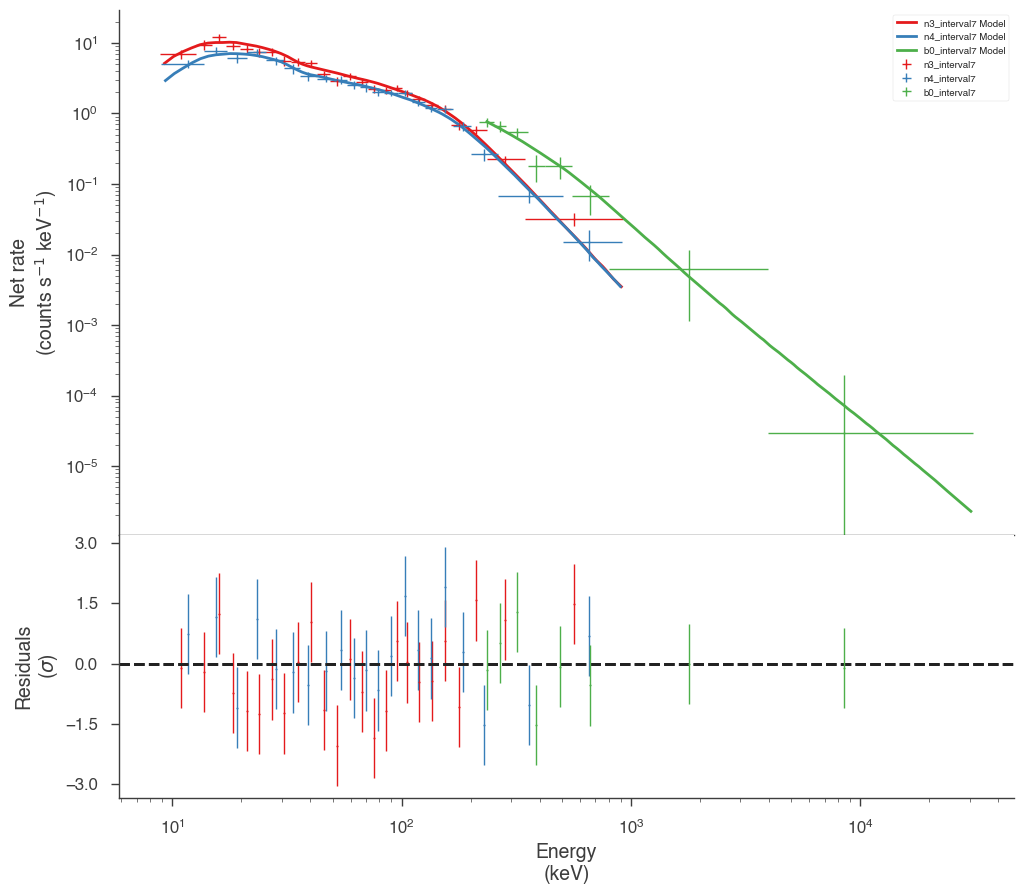 n3_interval7 Model
n4_interval7 Model
b0_interval7 Model
n3_interval7
n4_interval7
b0_interval7
Net rate
(counts s⁻¹ keV⁻¹)
10¹
10⁰
10⁻¹
10⁻²
10⁻³
10⁻⁴
10⁻⁵
Residuals
(σ)
3.0
1.5
0.0
−1.5
−3.0
10¹ 10² 10³ 10⁴
Energy
(keV)